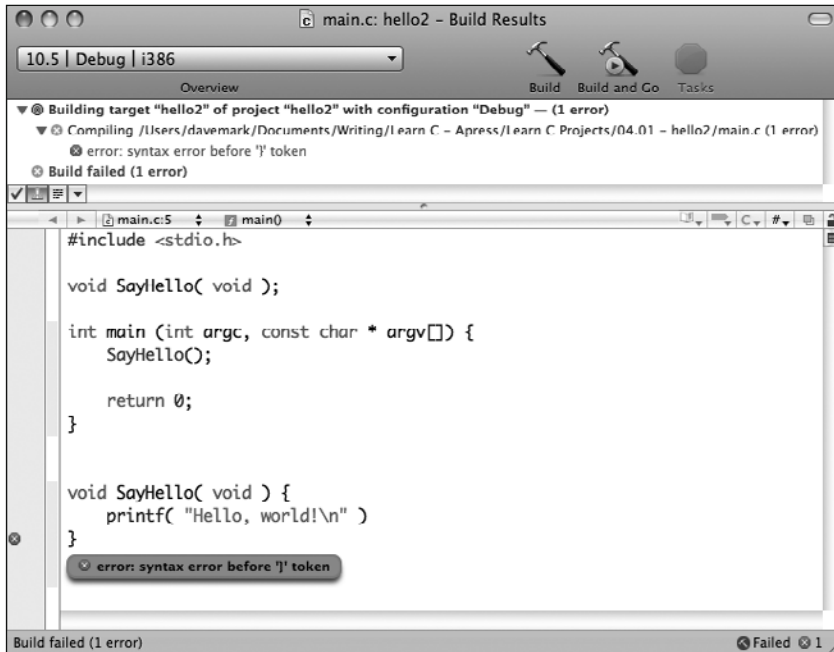 main.c: hello2 – Build Results
10.5 | Debug | i386
Overview
Build
Build and Go
Tasks
Building target “hello2” of project “hello2” with configuration “Debug” — (1 error)
Compiling /Users/davemark/Documents/Writing/Learn C – Apress/Learn C Projects/04.01 – hello2/main.c (1 error)
error: syntax error before '}' token
Build failed (1 error)
main.c:5
main()
C
#
#include <stdio.h>
void SayHello( void );
int main (int argc, const char * argv[]) {
SayHello();
return 0;
}
void SayHello( void ) {
printf( "Hello, world!\n" )
}
error: syntax error before '}' token
Build failed (1 error)
Failed
1